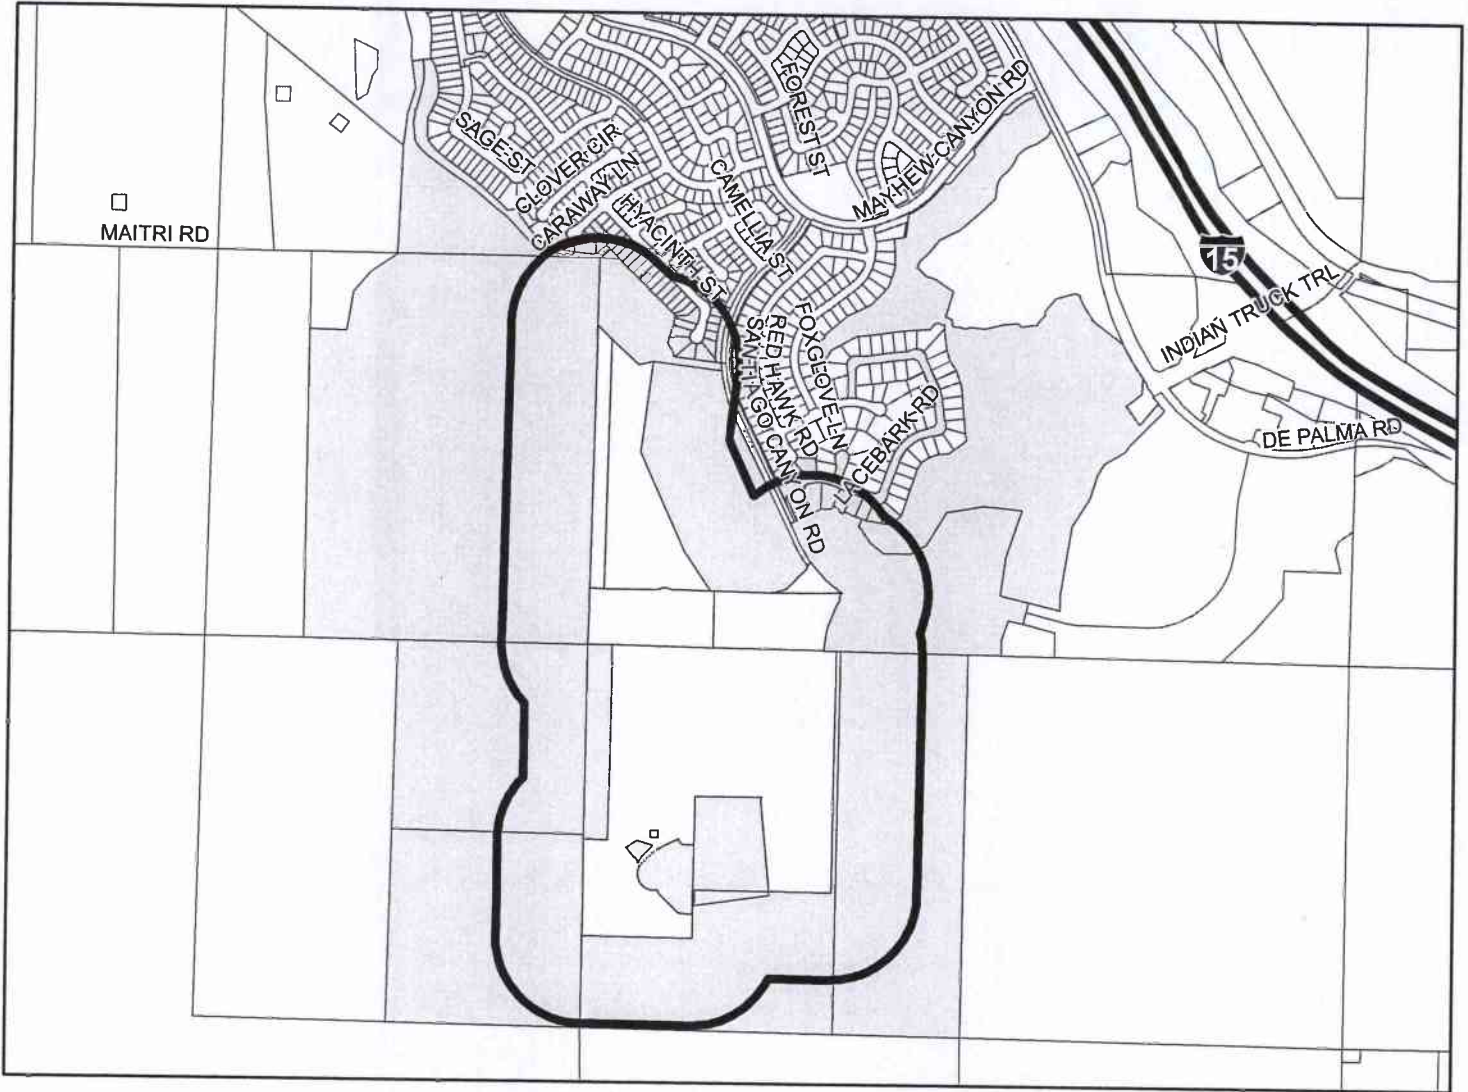 FOREST ST
MAYHEW CANYON RD
SAGE ST
CLOVER CIR
CARAWAY LN
CAMELLIA ST
HYACINTH ST
MAITRI RD
15
INDIAN TRUCK TRL
FOXGLOVE LN
RED HAWK RD
SANTIAGO CANYON RD
LACEBARK RD
DE PALMA RD